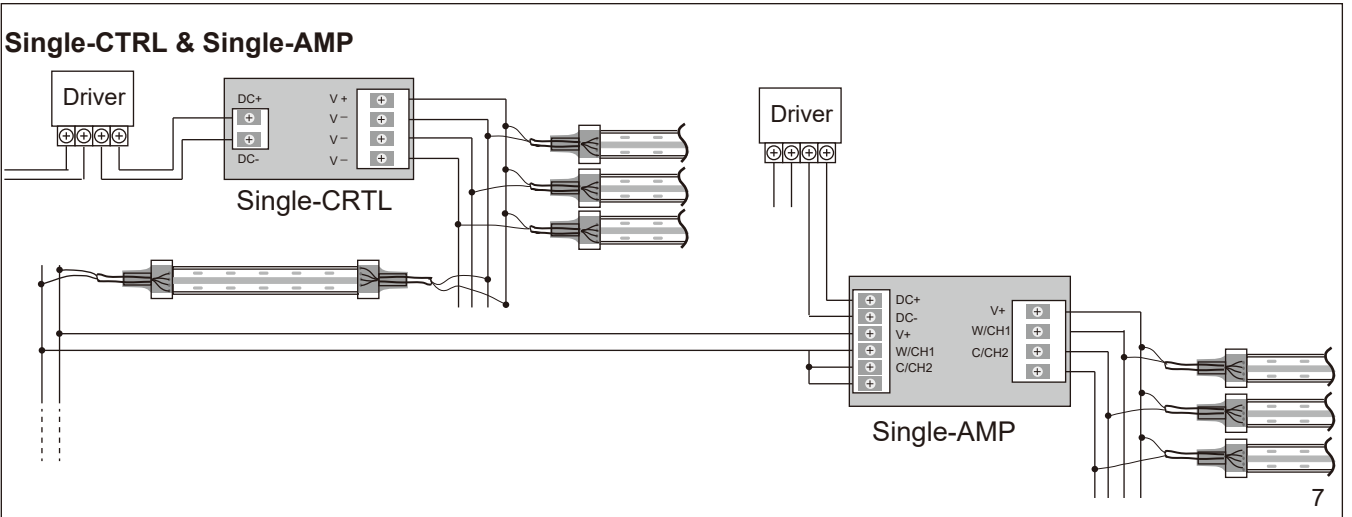 Single-CTRL & Single-AMP
Driver
DC+
DC-
V +
V –
V –
V –
Single-CRTL
Driver
DC+
DC-
V+
W/CH1
C/CH2
V+
W/CH1
C/CH2
Single-AMP
7